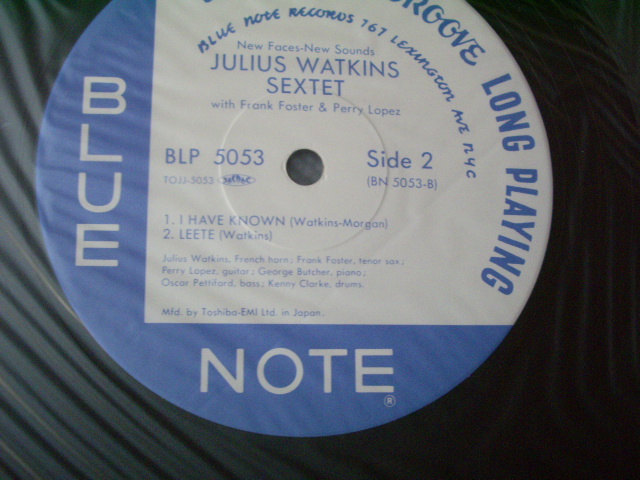 GROOVE LONG PLAYING
BLUE NOTE RECORDS 767 LEXINGTON AVE NYC
New Faces-New Sounds
JULIUS WATKINS
SEXTET
with Frank Foster & Perry Lopez
BLP 5053
Side 2
TOJJ-5053
(BN 5053-B)
1. I HAVE KNOWN (Watkins-Morgan)
2. LEETE (Watkins)
Julius Watkins, French horn; Frank Foster, tenor sax;
Perry Lopez, guitar; George Butcher, piano;
Oscar Pettiford, bass; Kenny Clarke, drums.
Mfd. by Toshiba-EMI Ltd. in Japan.
BLUE
NOTE
®